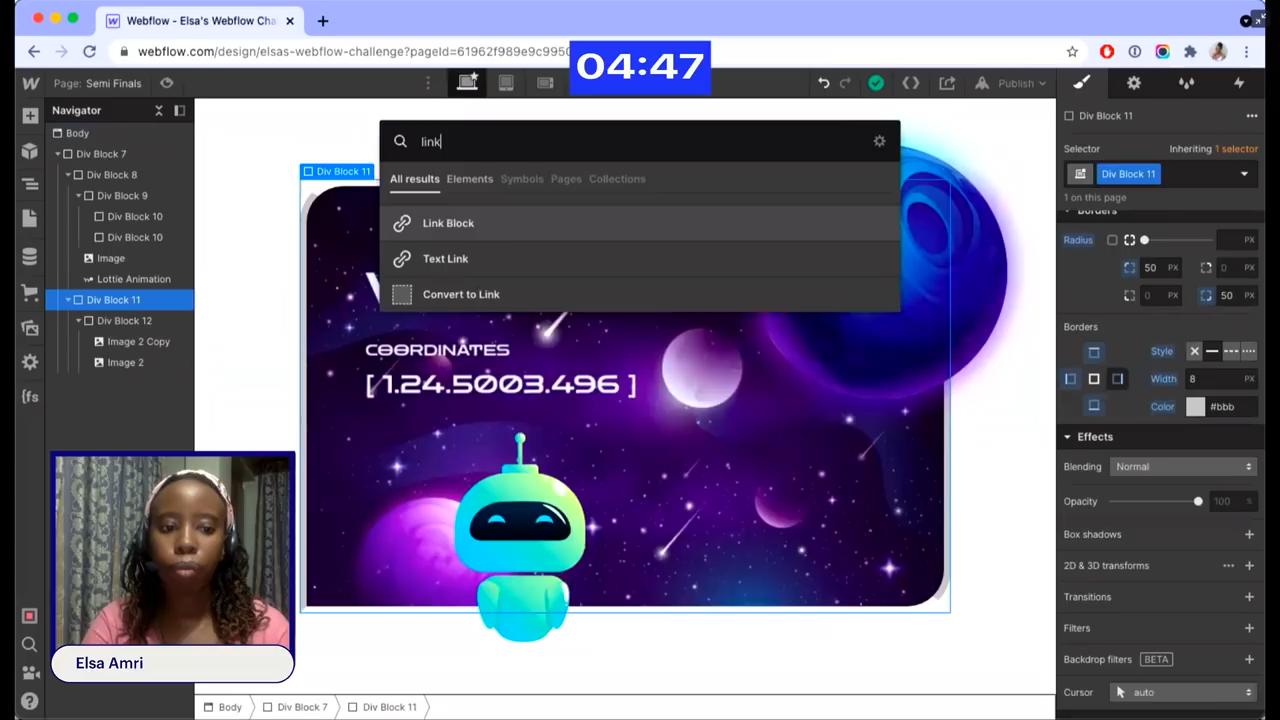 Webflow - Elsa's Webflow Cha
webflow.com/design/elsas-webflow-challenge?pageId=61962f989e9c9950
04:47
Page: Semi Finals
Publish
Navigator
Body
Div Block 7
Div Block 8
Div Block 9
Div Block 10
Div Block 10
Image
Lottie Animation
Div Block 11
Div Block 12
Image 2 Copy
Image 2
{fs
Elsa Amri
Div Block 11
link
All results Elements Symbols Pages Collections
Link Block
Text Link
Convert to Link
COORDINATES
[ 1.24.5003.496 ]
Body Div Block 7 Div Block 11
Div Block 11
Selector Inheriting 1 selector
Div Block 11
1 on this page
Borders
Radius PX
50 PX 0 PX
0 PX 50 PX
Borders
Style
Width 8 PX
Color #bbb
Effects
Blending Normal
Opacity 100 %
Box shadows
2D & 3D transforms
Transitions
Filters
Backdrop filters BETA
Cursor auto